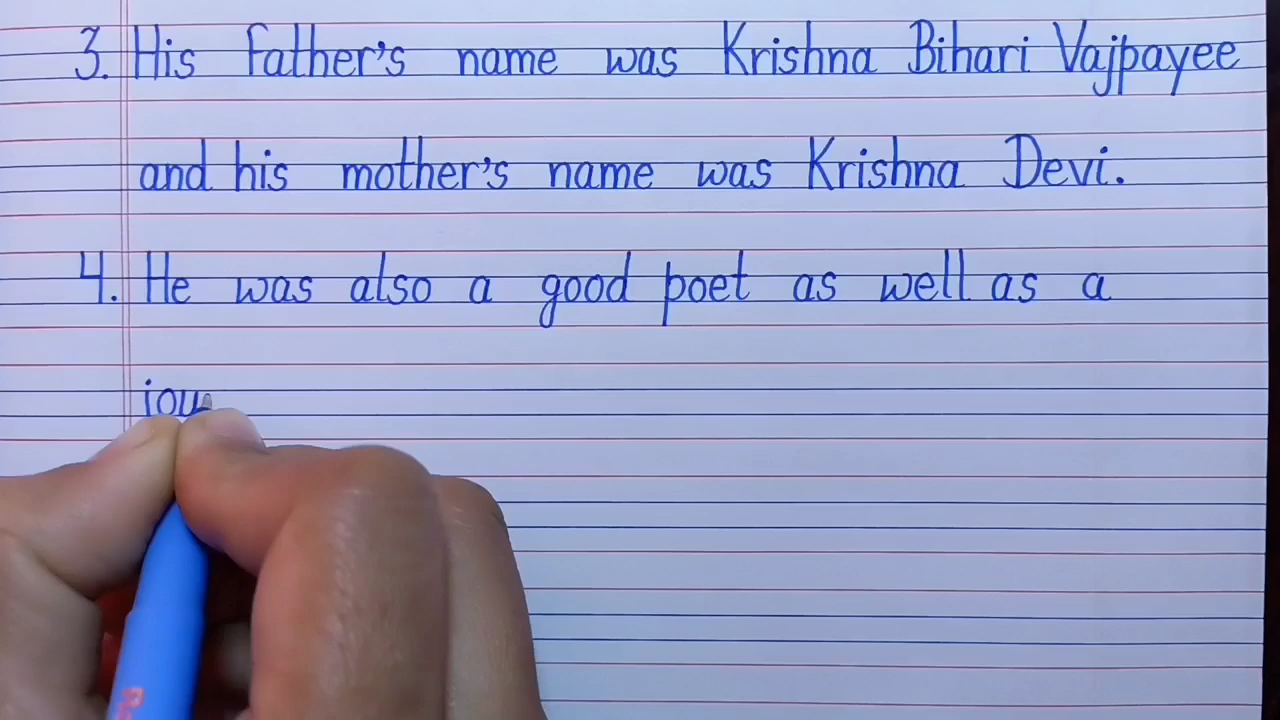 3. His father's name was Krishna Bihari Vajpayee
and his mother's name was Krishna Devi.
4. He was also a good poet as well as a
jou